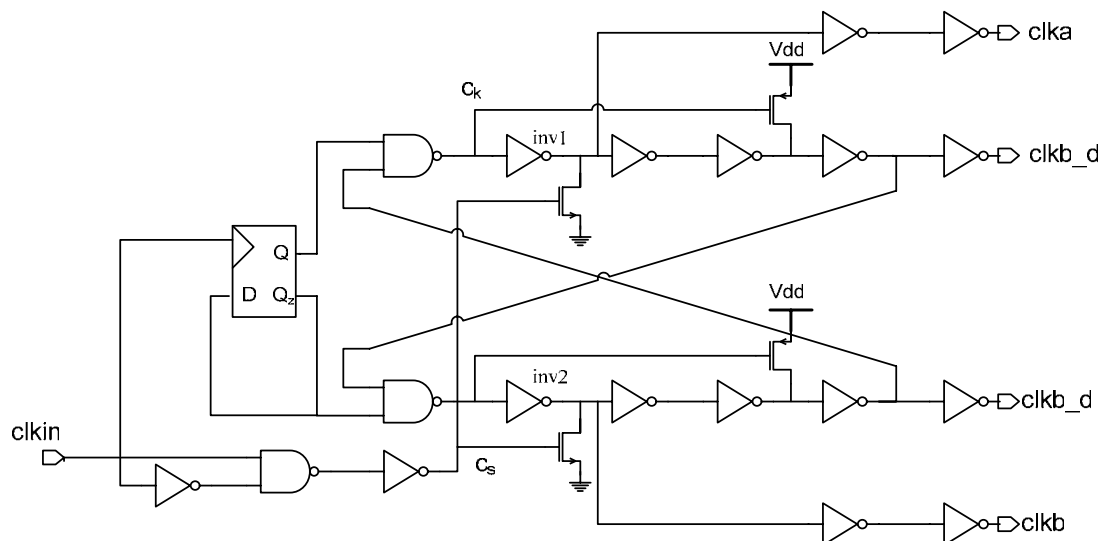 clka
Vdd
ck
inv1
clkb_d
Q
D Qz
Vdd
inv2
clkb_d
clkin
cs
clkb